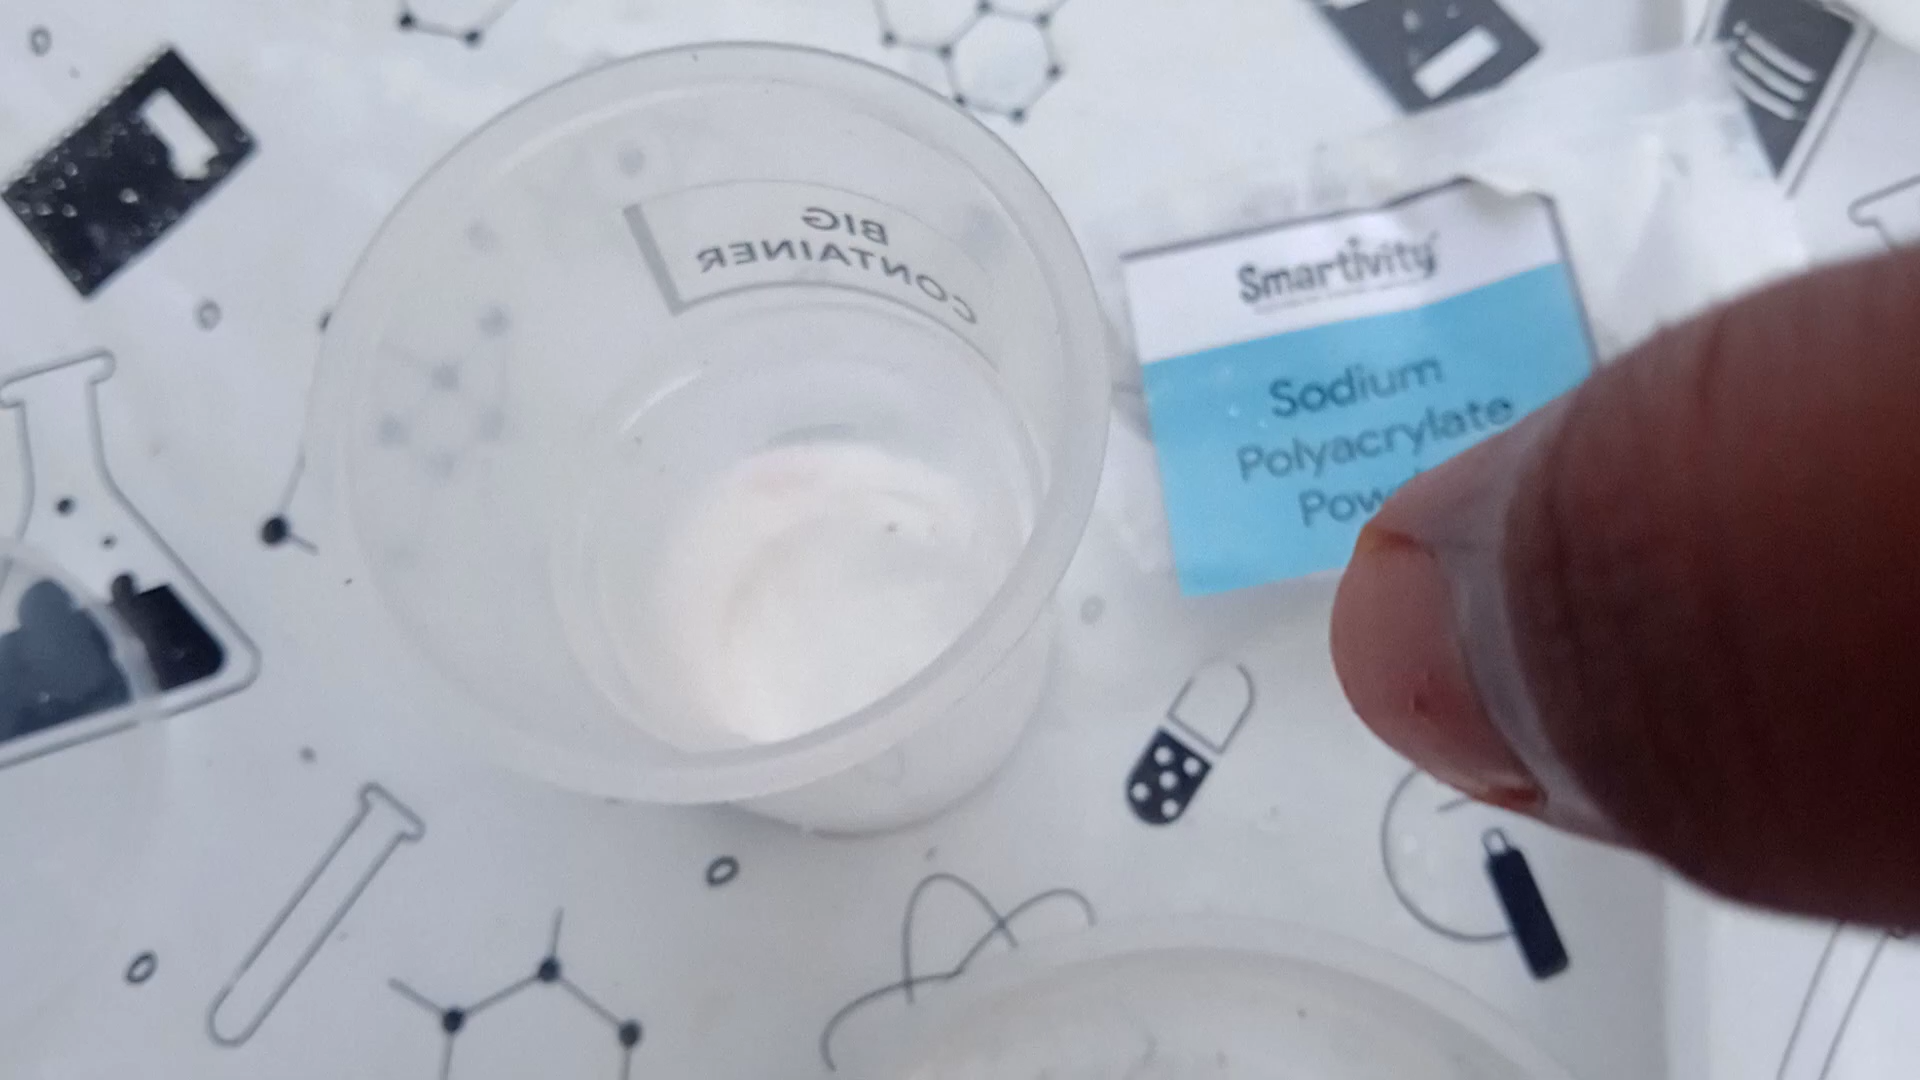 BIG
CONTAINER
Smartivity
Sodium
Polyacrylate